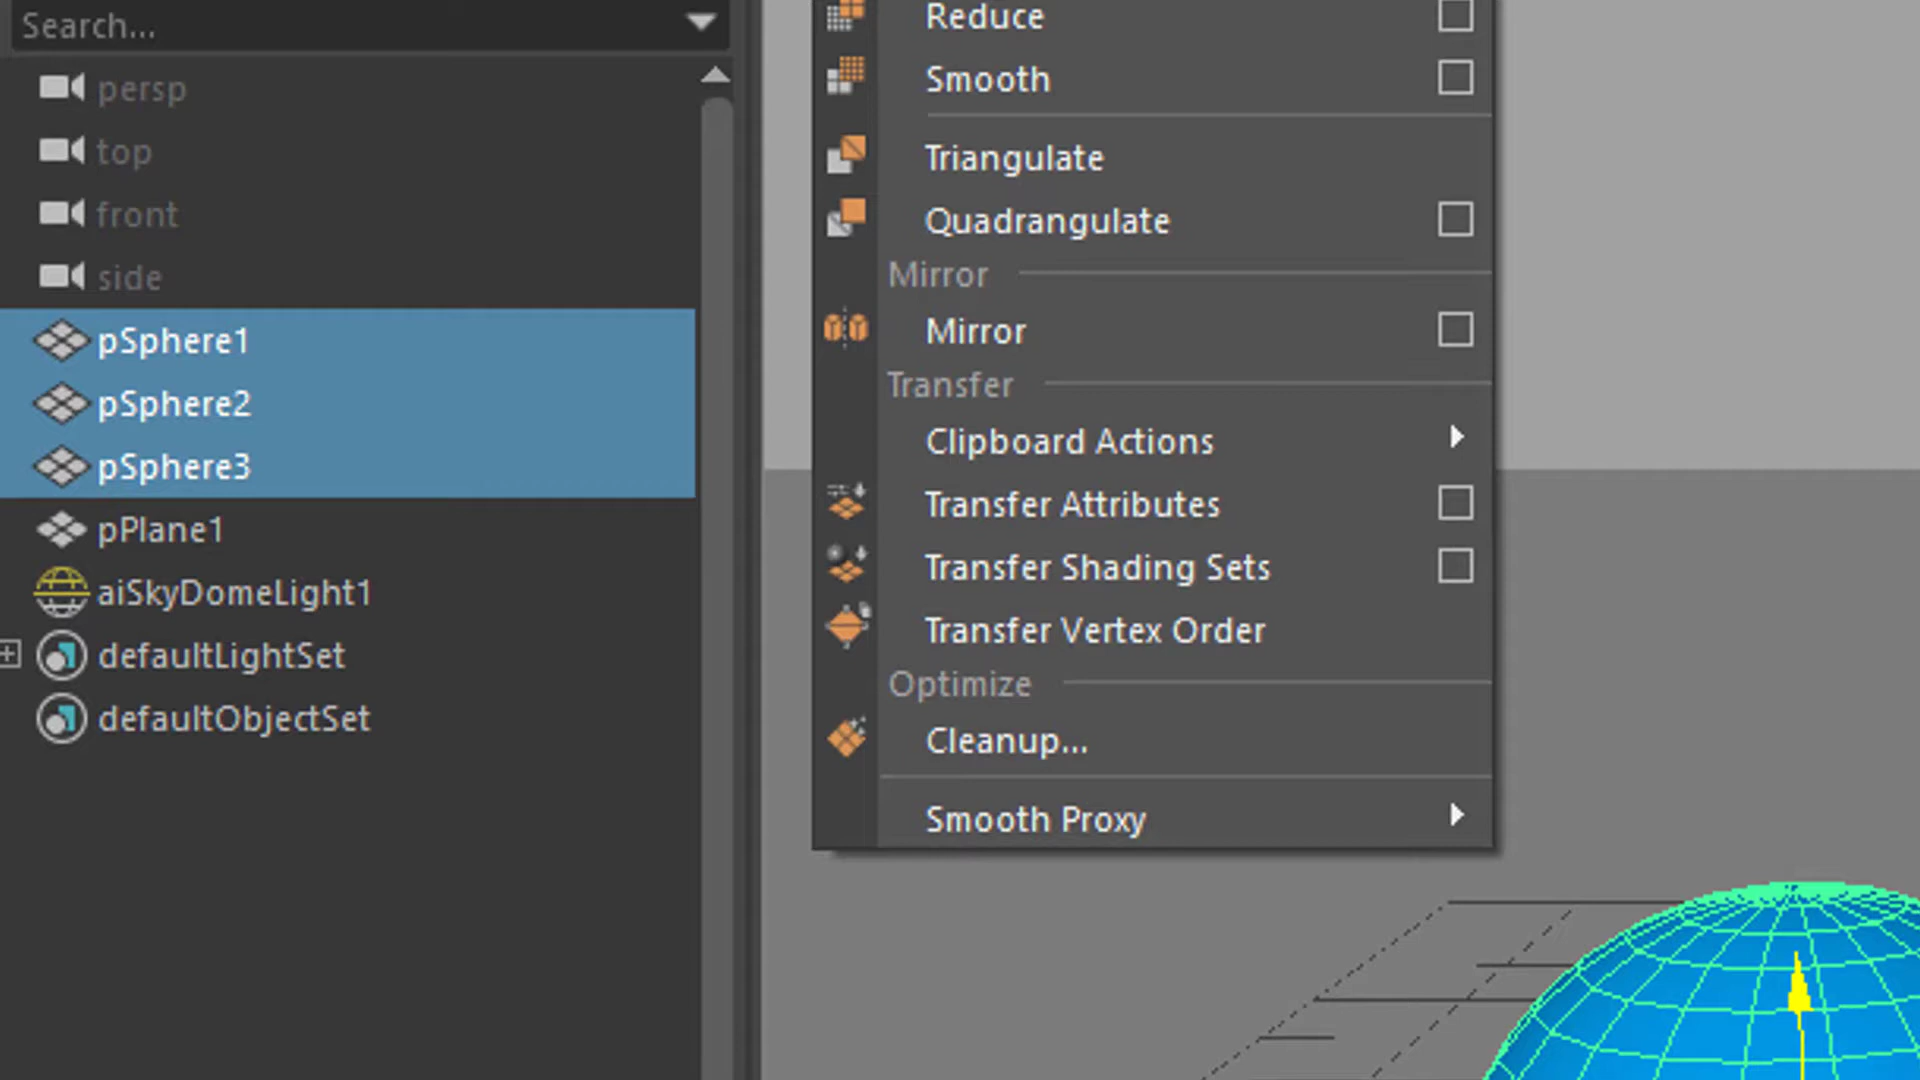 Search...
persp
top
front
side
pSphere1
pSphere2
pSphere3
pPlane1
aiSkyDomeLight1
defaultLightSet
defaultObjectSet
Reduce
Smooth
Triangulate
Quadrangulate
Mirror
Mirror
Transfer
Clipboard Actions
Transfer Attributes
Transfer Shading Sets
Transfer Vertex Order
Optimize
Cleanup...
Smooth Proxy